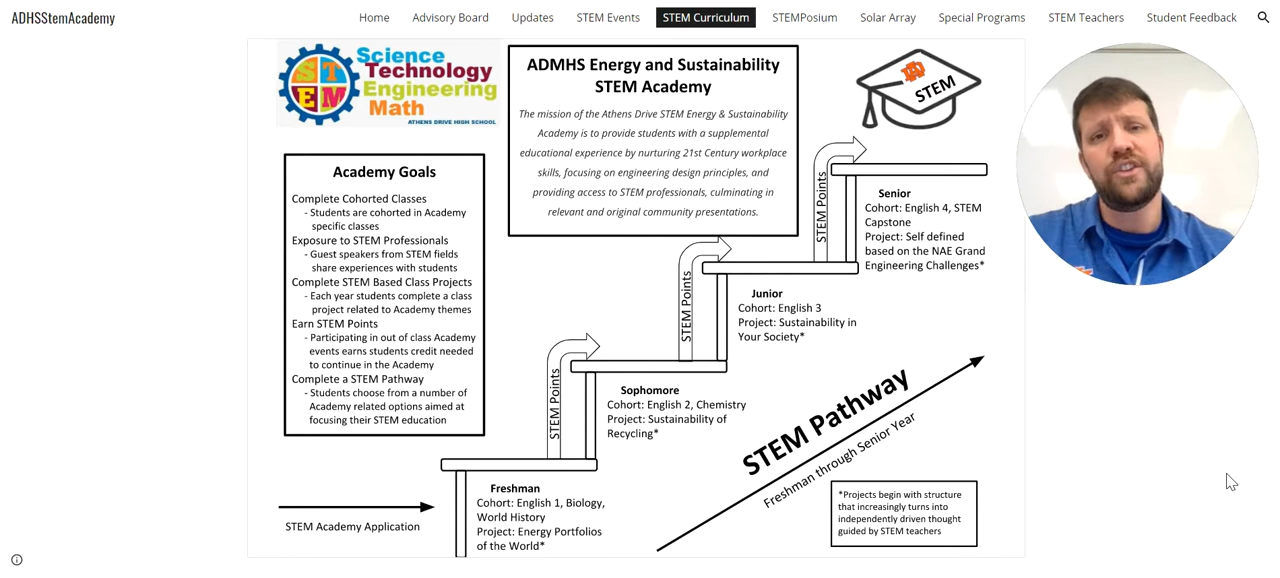 ADHSStemAcademy
Home
Advisory Board
Updates
STEM Events
STEM Curriculum
STEMPosium
Solar Array
Special Programs
STEM Teachers
Student Feedback
STEM
Science
Technology
Engineering
Math
ATHENS DRIVE HIGH SCHOOL
ADMHS Energy and Sustainability
STEM Academy
The mission of the Athens Drive STEM Energy & Sustainability
Academy is to provide students with a supplemental
educational experience by nurturing 21st Century workplace
skills, focusing on engineering design principles, and
providing access to STEM professionals, culminating in
relevant and original community presentations.
STEM
Academy Goals
Complete Cohorted Classes
- Students are cohorted in Academy
specific classes
Exposure to STEM Professionals
- Guest speakers from STEM fields
share experiences with students
Complete STEM Based Class Projects
- Each year students complete a class
project related to Academy themes
Earn STEM Points
- Participating in out of class Academy
events earns students credit needed
to continue in the Academy
Complete a STEM Pathway
- Students choose from a number of
Academy related options aimed at
focusing their STEM education
STEM Academy Application
Freshman
Cohort: English 1, Biology,
World History
Project: Energy Portfolios
of the World*
STEM Points
Sophomore
Cohort: English 2, Chemistry
Project: Sustainability of
Recycling*
STEM Points
Junior
Cohort: English 3
Project: Sustainability in
Your Society*
STEM Points
Senior
Cohort: English 4, STEM
Capstone
Project: Self defined
based on the NAE Grand
Engineering Challenges*
STEM Pathway
Freshman through Senior Year
*Projects begin with structure
that increasingly turns into
independently driven thought
guided by STEM teachers